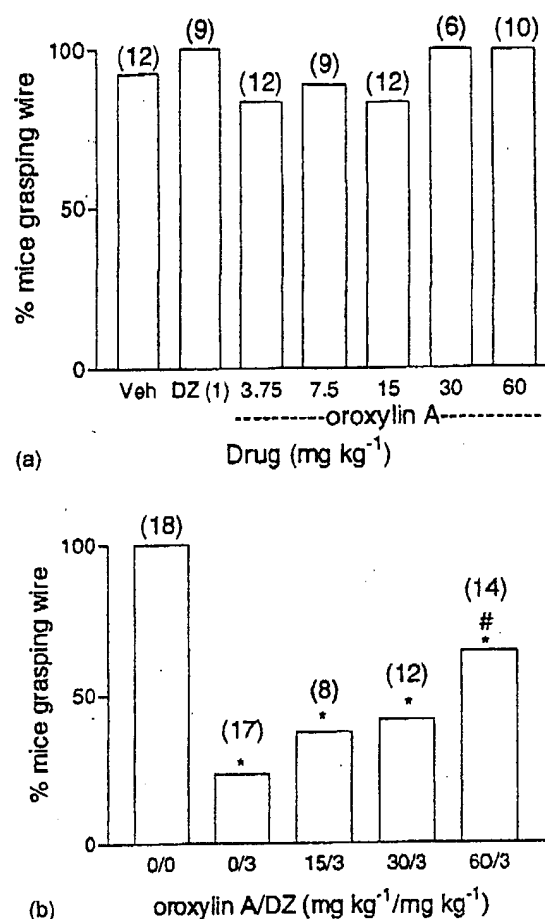 (12) (9) (12) (9) (12) (6) (10)
100
50
0
% mice grasping wire
Veh DZ (1) 3.75 7.5 15 30 60
------------oroxylin A------------
(a) Drug (mg kg⁻¹)
(18)
100
(14)
#
*
(12)
*
(8)
*
(17)
*
50
0
% mice grasping wire
0/0 0/3 15/3 30/3 60/3
(b) oroxylin A/DZ (mg kg⁻¹/mg kg⁻¹)